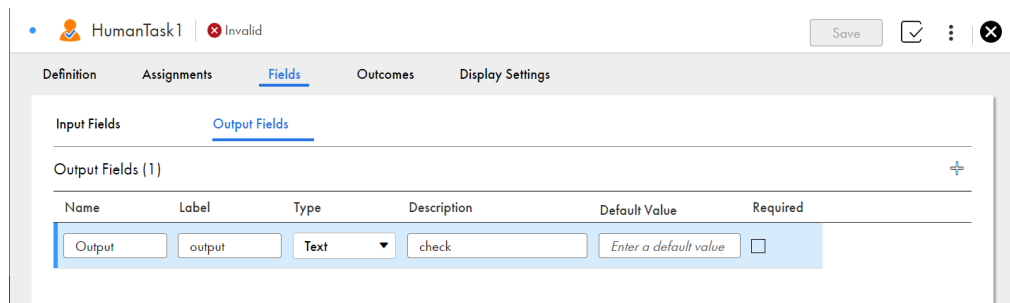 HumanTask1 Invalid Save
Definition Assignments Fields Outcomes Display Settings
Input Fields Output Fields
Output Fields (1)
Name Label Type Description Default Value Required
Output output Text check Enter a default value